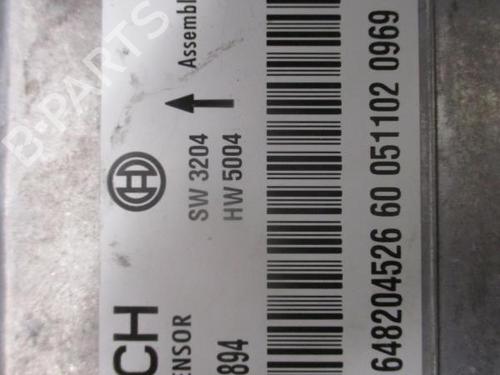 CH
ENSOR
894
SW 3204
HW 5004
Assembl
648204526 60 051102 0969
B-PARTS